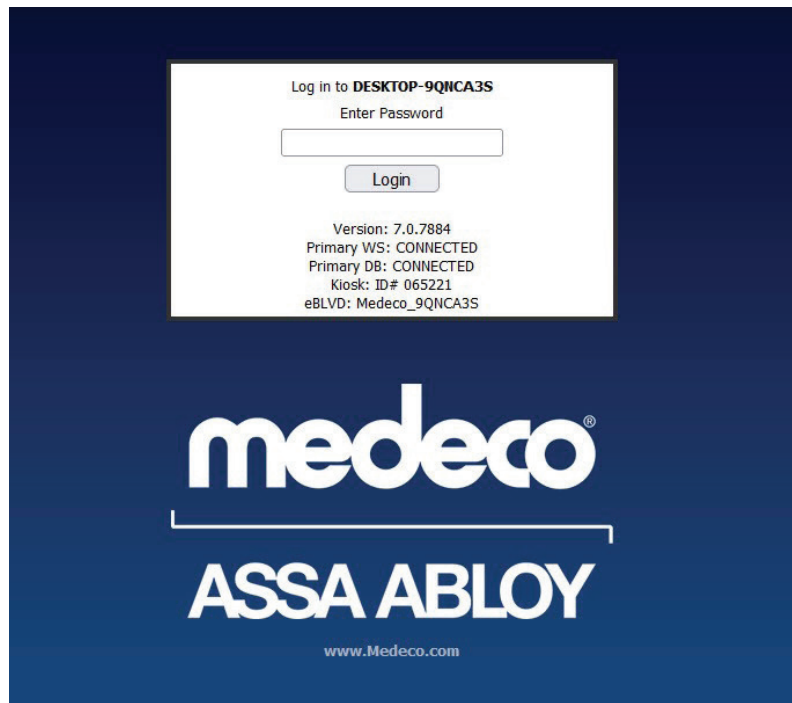 Log in to DESKTOP-9QNCA3S
Enter Password
Login
Version: 7.0.7884
Primary WS: CONNECTED
Primary DB: CONNECTED
Kiosk: ID# 065221
eBLVD: Medeco_9QNCA3S
medeco®
ASSA ABLOY
www.Medeco.com